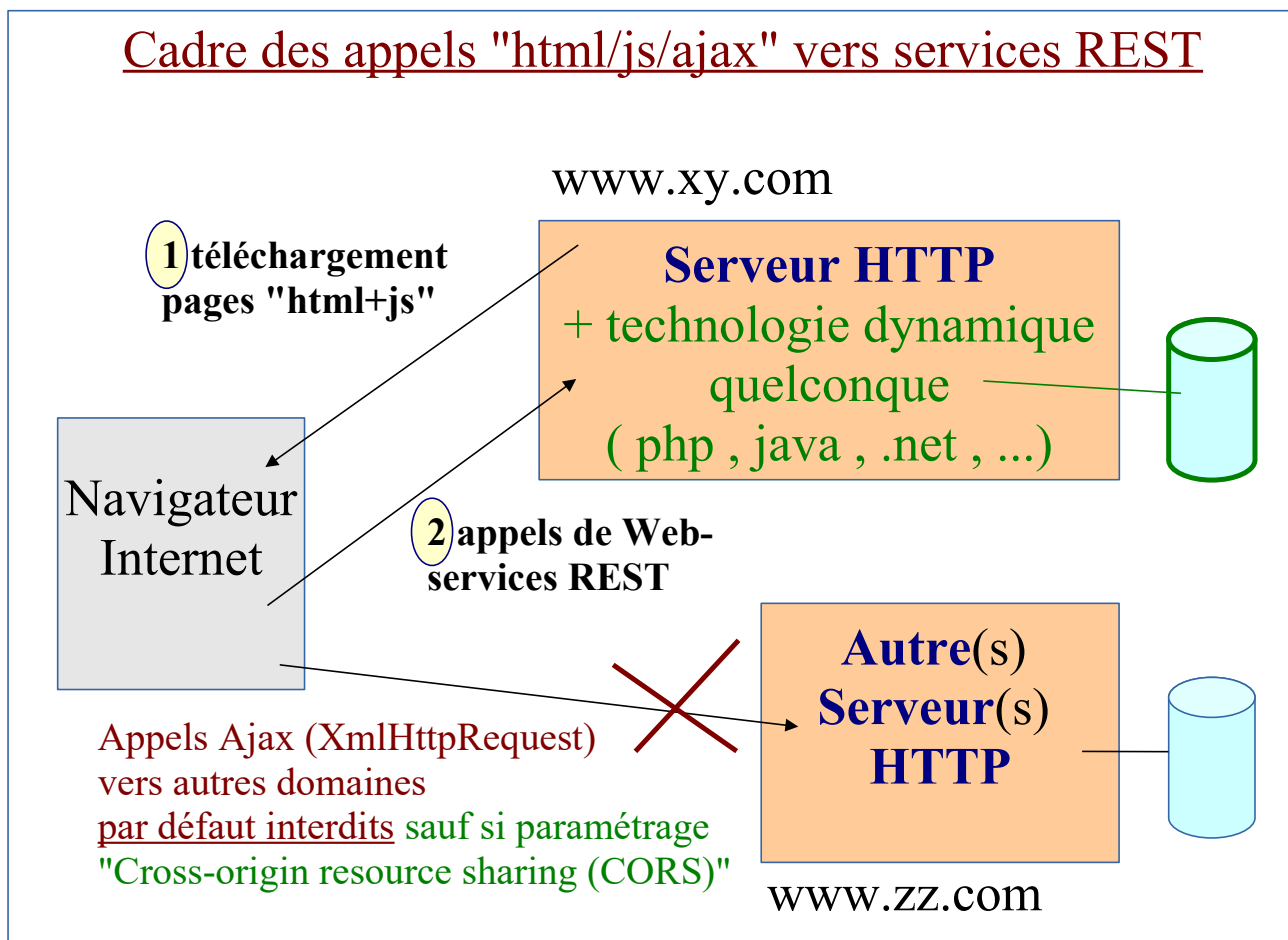 Cadre des appels "html/js/ajax" vers services REST
www.xy.com
1 téléchargement
pages "html+js"
Serveur HTTP
+ technologie dynamique
quelconque
( php , java , .net , ...)
Navigateur
Internet
2 appels de Web-
services REST
Autre(s)
Serveur(s)
HTTP
Appels Ajax (XmlHttpRequest)
vers autres domaines
par défaut interdits sauf si paramétrage
"Cross-origin resource sharing (CORS)"
www.zz.com